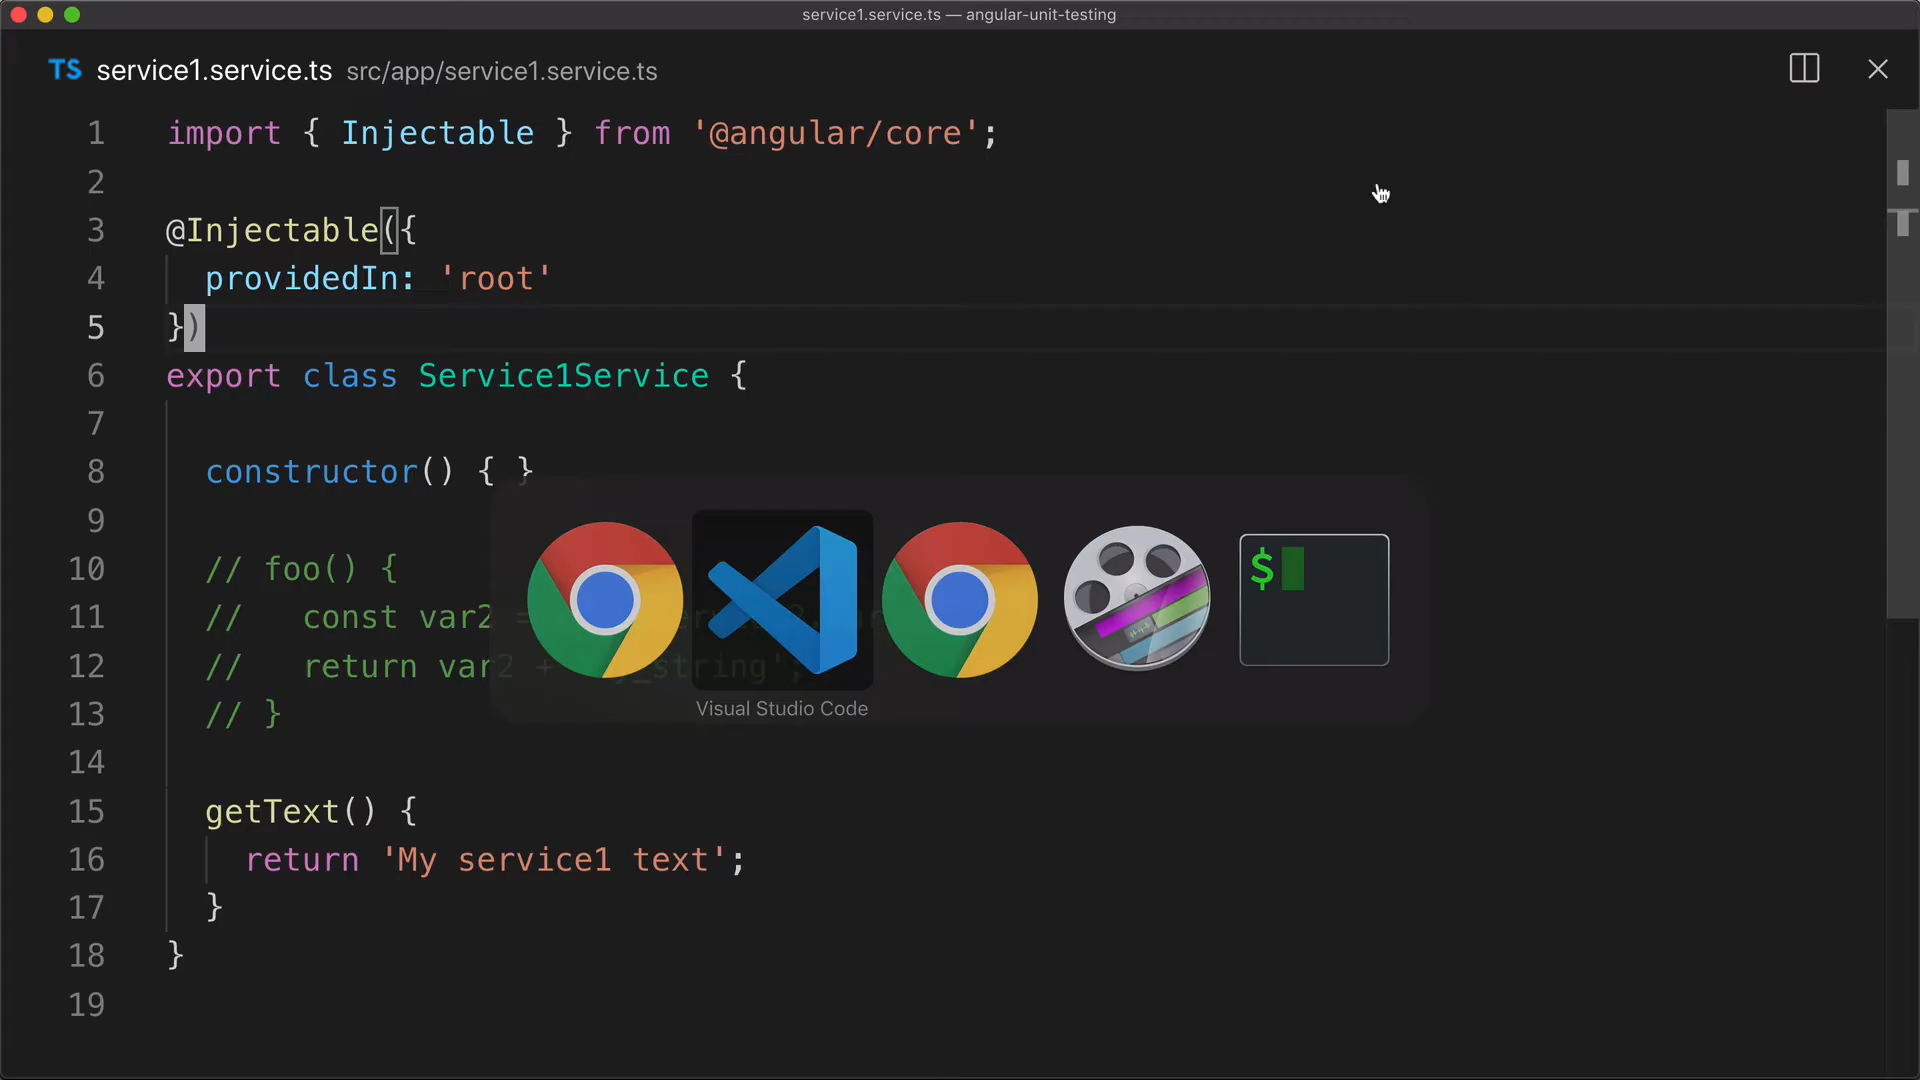 service1.service.ts — angular-unit-testing
TS service1.service.ts src/app/service1.service.ts
1 import { Injectable } from '@angular/core';
2
3 @Injectable({
4 providedIn: 'root'
5 })
6 export class Service1Service {
7
8 constructor() { }
9
10 // foo() {
11 // const var2 =
12 // return var2 + _string';
13 // }
14
15 getText() {
16 return 'My service1 text';
17 }
18 }
19
$
Visual Studio Code